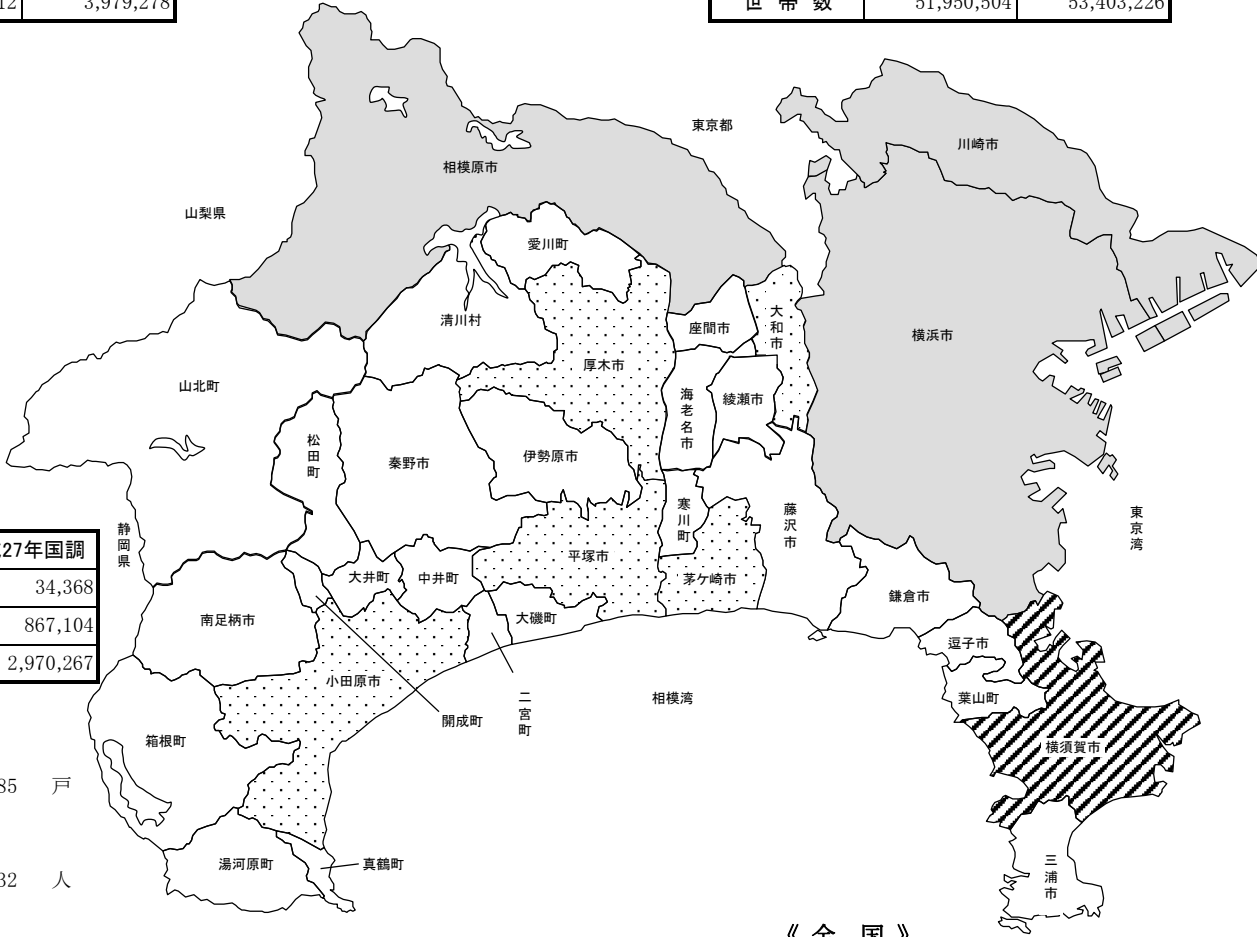 3,979,278
世 帯 数 51,950,504 53,403,226
東京都
川崎市
相模原市
山梨県
愛川町
清川村
座間市
大和市
横浜市
厚木市
山北町
海老名市
綾瀬市
松田町
秦野市
伊勢原市
寒川町
藤沢市
東京湾
静岡県
27年国調
34,368
867,104
2,970,267
大井町
中井町
平塚市
茅ケ崎市
鎌倉市
南足柄市
大磯町
逗子市
小田原市
二宮町
相模湾
葉山町
開成町
箱根町
横須賀市
85 戸
湯河原町
真鶴町
32 人
三浦市
《 全 国 》